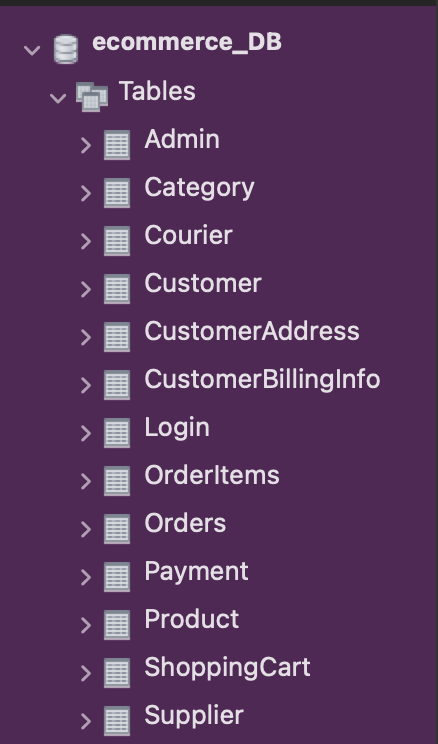 ecommerce_DB
Tables
Admin
Category
Courier
Customer
CustomerAddress
CustomerBillingInfo
Login
OrderItems
Orders
Payment
Product
ShoppingCart
Supplier